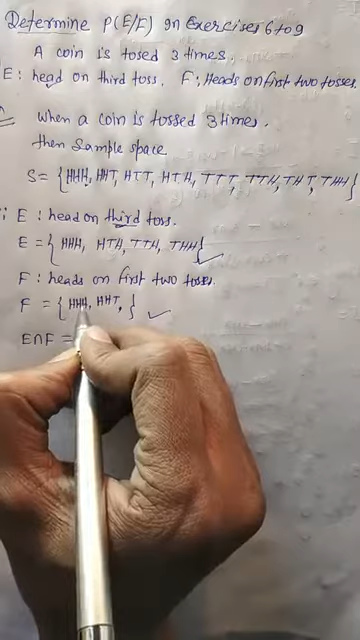 Determine P(E/F) in Exercises 6 to 9
A coin is tosed 3 times.
E: head on third toss. F: Heads on first two tosses.
When a coin is tossed 3 times.
then Sample space
S = {HHH, HHT, HTT, HTH, TTT, TTH, THT, THH}
∵ E : head on third toss.
E = {HHH, HTH, TTH, THH}
F : heads on first two tosses.
F = {HHH, HHT, }
E∩F =